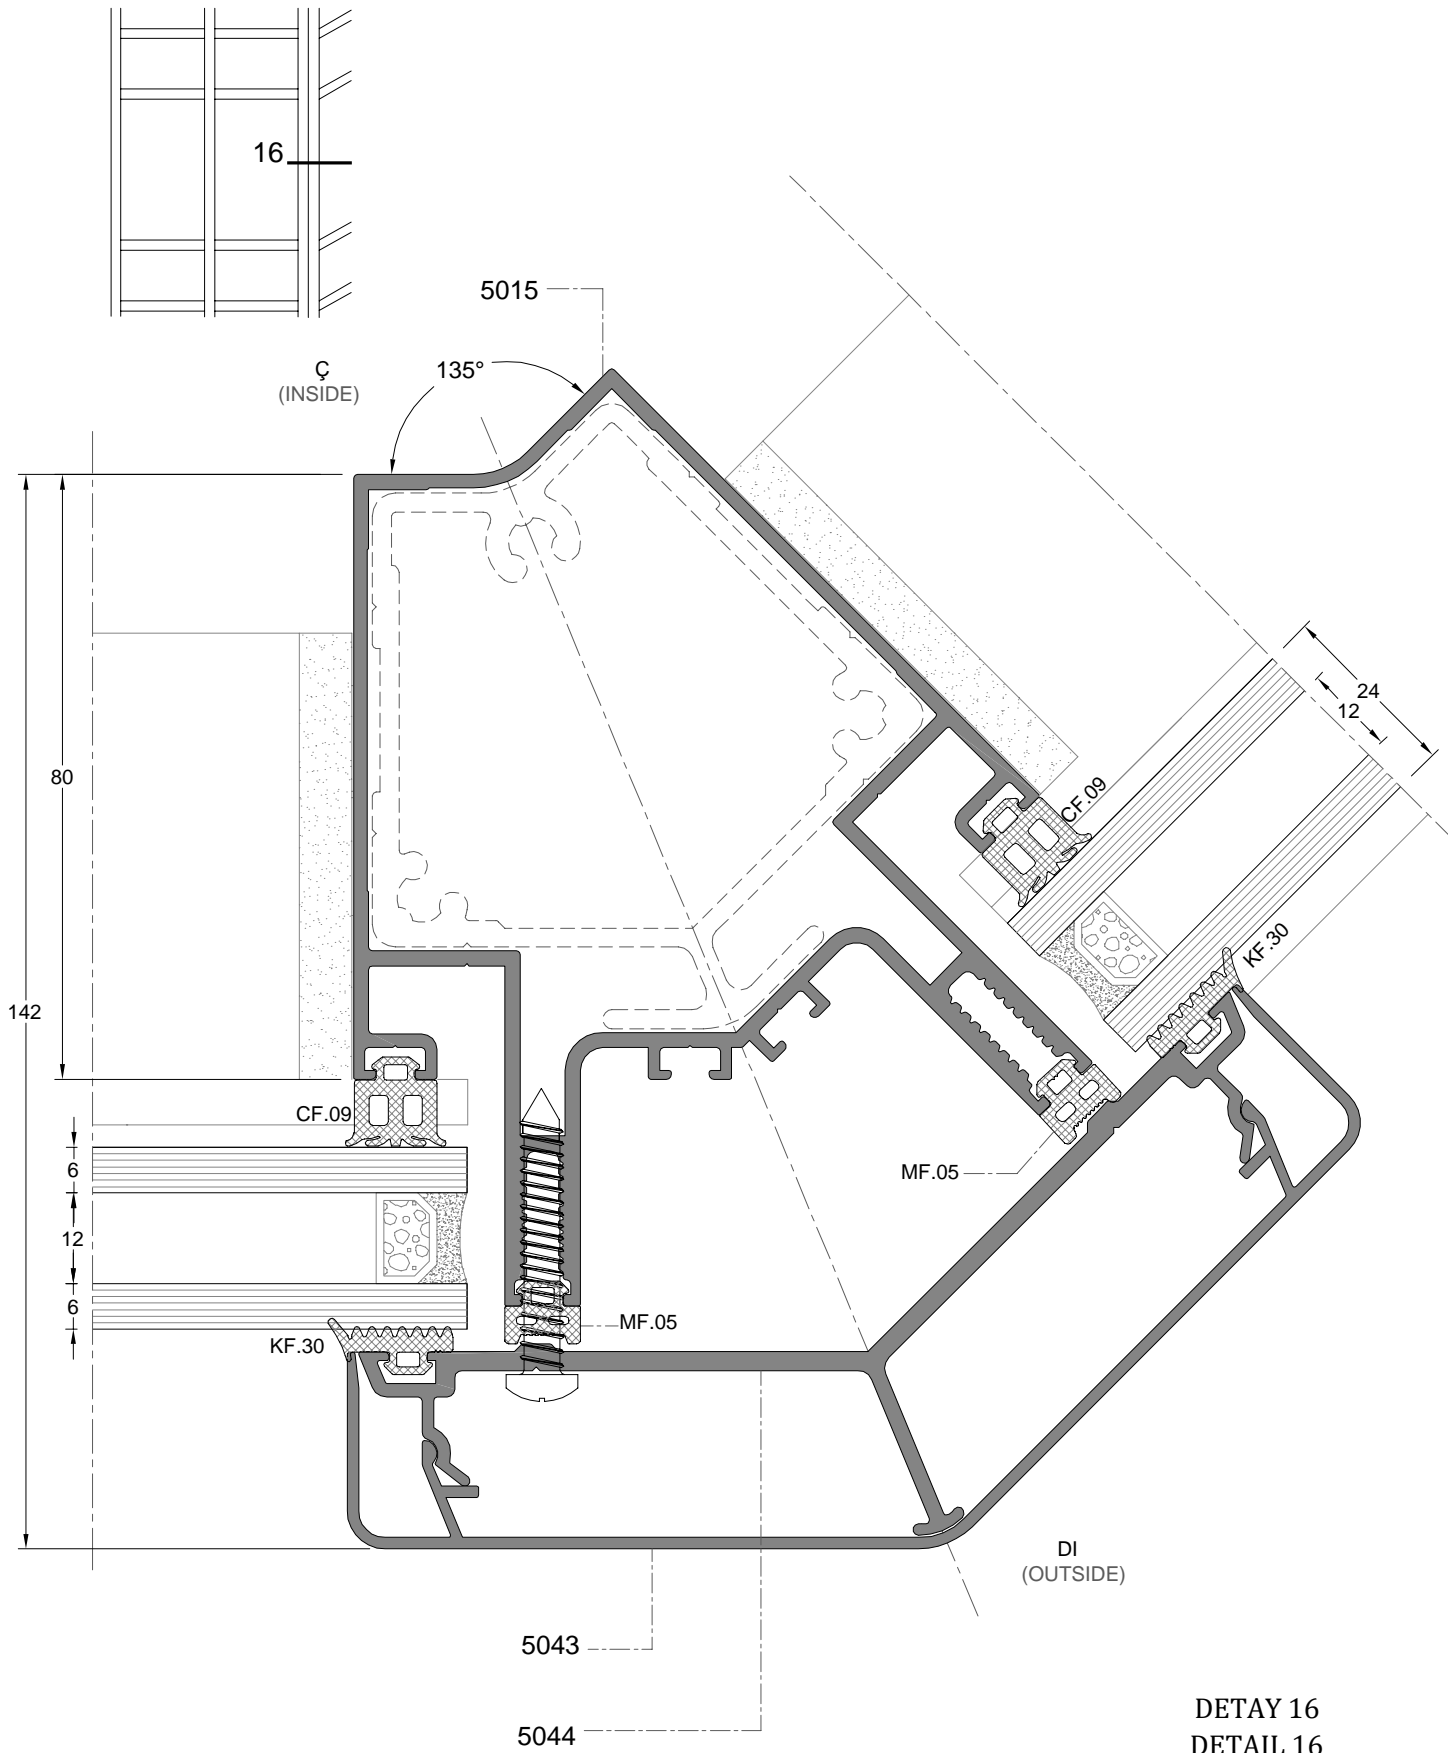 16
5015
135°
Ç
(INSIDE)
24
12
80
CF.09
KF.30
142
CF.09
MF.05
6
12
6
MF.05
KF.30
DI
(OUTSIDE)
5043
5044
DETAY 16
DETAIL 16